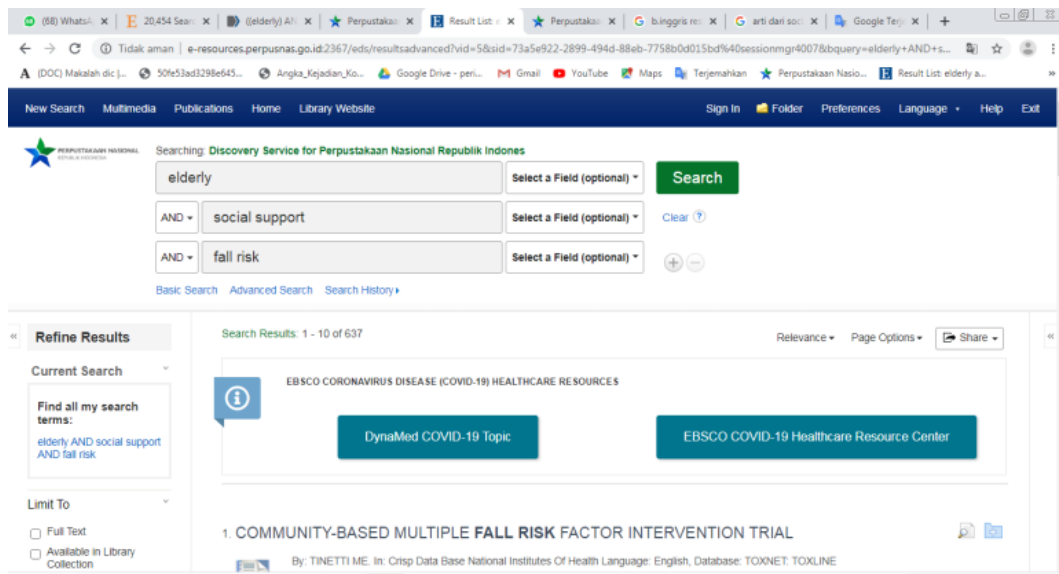 (68) WhatsA
20,454 Sear
((elderly) AN
Perpustaka
Result List: e
Perpustaka
b.inggris re
arti dari soc
Google Terj
Tidak aman | e-resources.perpusnas.go.id:2367/eds/resultsadvanced?vid=5&sid=73a5e922-2899-494d-88eb-7758b0d015bd%40sessionmgr4007&bquery=elderly+AND+s...
(DOC) Makalah dic |... 50fe53ad3298e645... Angka_Kejadian_Ko... Google Drive - peri... Gmail YouTube Maps Terjemahkan Perpustakaan Nasio... Result List: elderly a... »
New Search Multimedia Publications Home Library Website Sign In Folder Preferences Language Help Exit
PERPUSTAKAAN NASIONAL
REPUBLIK INDONESIA
Searching: Discovery Service for Perpustakaan Nasional Republik Indones
elderly Select a Field (optional) Search
AND social support Select a Field (optional) Clear ?
AND fall risk Select a Field (optional)
Basic Search Advanced Search Search History
« Refine Results
Search Results: 1 - 10 of 637
Relevance Page Options Share «
Current Search
Find all my search
terms:
elderly AND social support
AND fall risk
EBSCO CORONAVIRUS DISEASE (COVID-19) HEALTHCARE RESOURCES
DynaMed COVID-19 Topic EBSCO COVID-19 Healthcare Resource Center
Limit To
Full Text
Available in Library
Collection
1. COMMUNITY-BASED MULTIPLE FALL RISK FACTOR INTERVENTION TRIAL
By: TINETTI ME. In: Crisp Data Base National Institutes Of Health Language: English, Database: TOXNET: TOXLINE